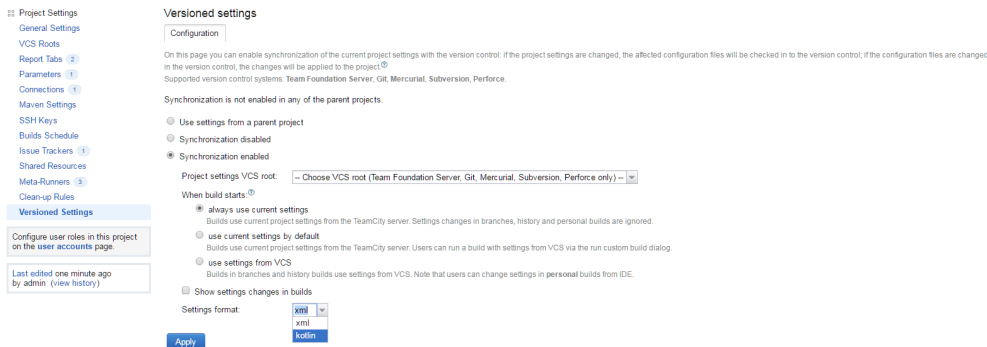 Project Settings
General Settings
VCS Roots
Report Tabs 2
Parameters 1
Connections 1
Maven Settings
SSH Keys
Builds Schedule
Issue Trackers 1
Shared Resources
Meta-Runners 3
Clean-up Rules
Versioned Settings
Configure user roles in this project
on the user accounts page.
Last edited one minute ago
by admin (view history)
Versioned settings
Configuration
On this page you can enable synchronization of the current project settings with the version control: if the project settings are changed, the affected configuration files will be checked in to the version control; if the configuration files are changed
in the version control, the changes will be applied to the project.
Supported version control systems: Team Foundation Server, Git, Mercurial, Subversion, Perforce.
Synchronization is not enabled in any of the parent projects.
Use settings from a parent project
Synchronization disabled
Synchronization enabled
Project settings VCS root: -- Choose VCS root (Team Foundation Server, Git, Mercurial, Subversion, Perforce only) --
When build starts:
always use current settings
Builds use current project settings from the TeamCity server. Settings changes in branches, history and personal builds are ignored.
use current settings by default
Builds use current project settings from the TeamCity server. Users can run a build with settings from VCS via the run custom build dialog.
use settings from VCS
Builds in branches and history builds use settings from VCS. Note that users can change settings in personal builds from IDE.
Show settings changes in builds
Settings format: xml
xml
kotlin
Apply